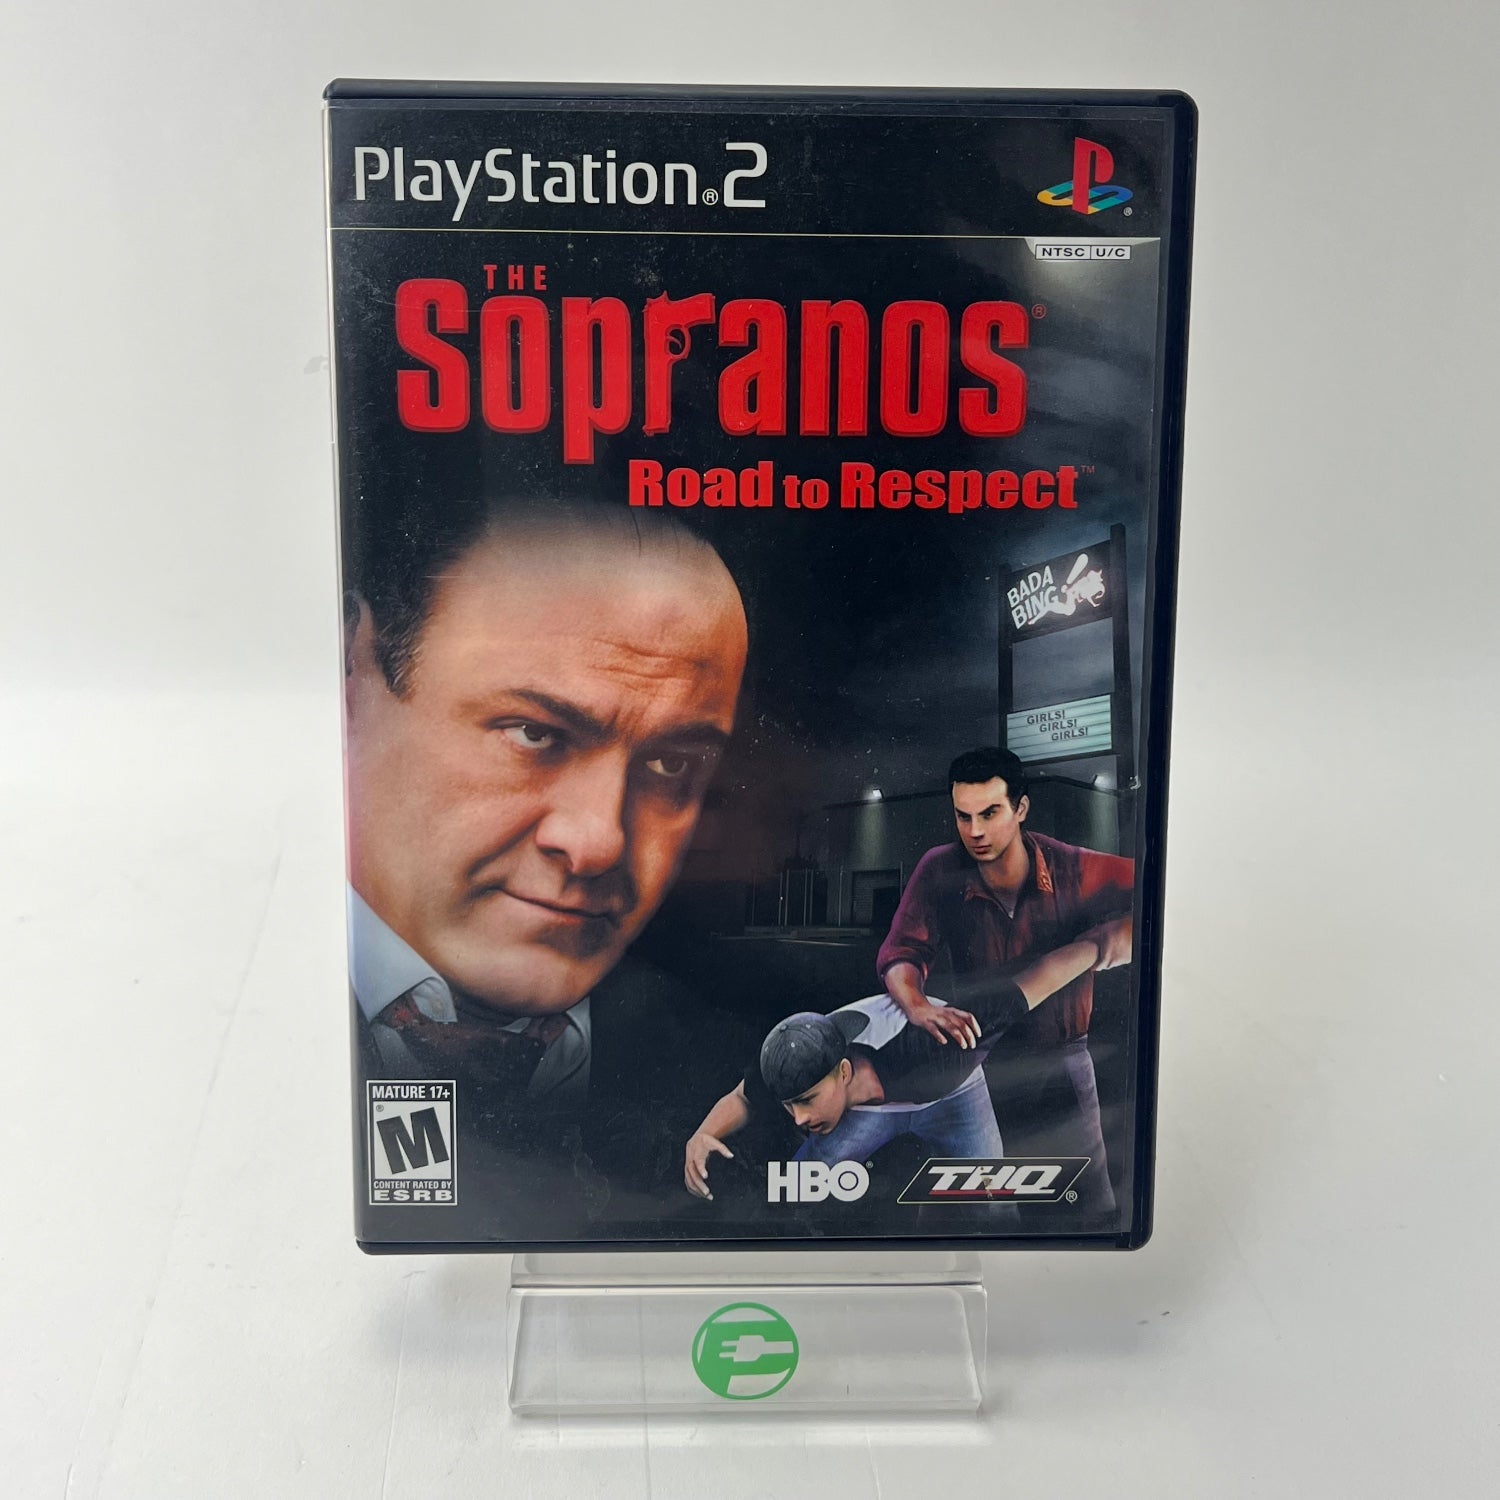 PlayStation®2
®
NTSC U/C
THE
Sopranos®
Road to Respect™
BADA
BING!
GIRLS!
GIRLS!
GIRLS!
MATURE 17+
M®
CONTENT RATED BY
ESRB
HBO®
THQ®